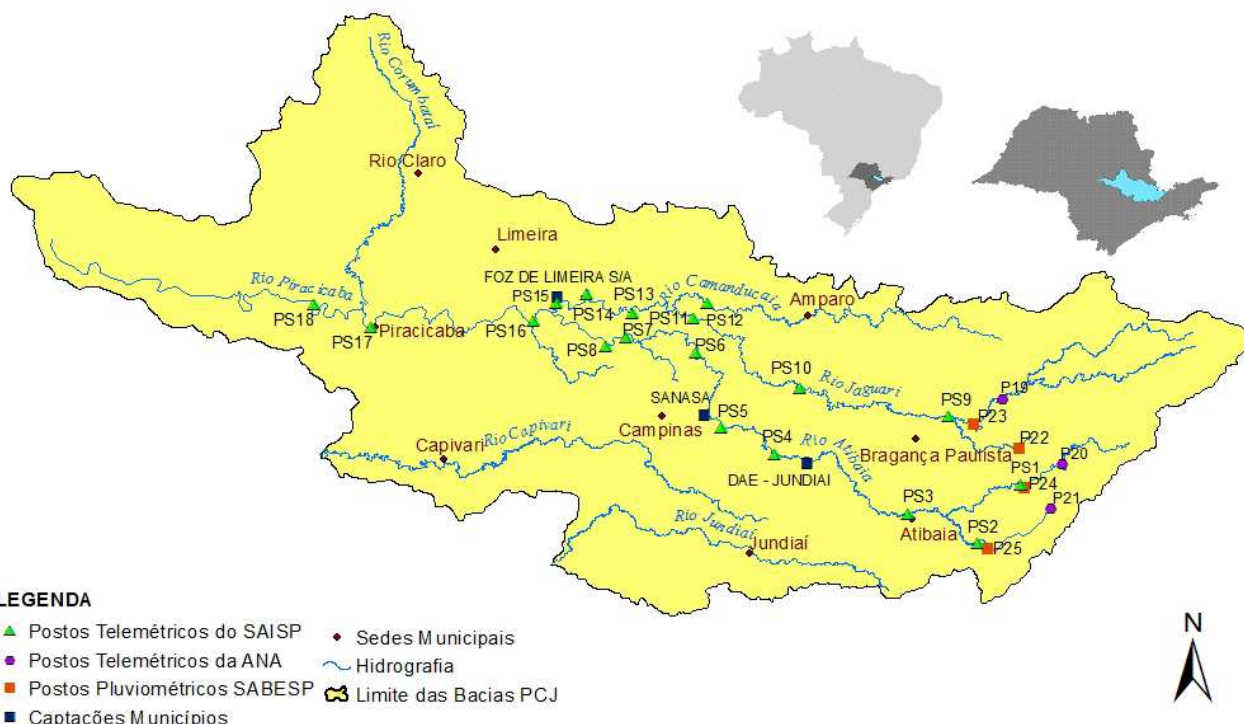 Rio Corumbataí
Rio Claro
Limeira
FOZ DE LIMEIRA S/A
Rio Piracicaba
Rio Camanducaia
Amparo
PS15
PS13
PS18
PS14
PS11
PS12
PS16
PS17
Piracicaba
PS7
PS8
PS6
PS10
Rio Jaguari
P19
PS9
P23
SANASA
PS5
Campinas
Rio Capivari
Capivari
P22
Bragança Paulista
PS4
Rio Atibaia
P20
DAE - JUNDIAI
PS1
P24
P21
PS3
Atibaia
Rio Jundiaí
Jundiaí
PS2
P25
LEGENDA
Postos Telemétricos do SAISP
Postos Telemétricos da ANA
Postos Pluviométricos SABESP
Captações Municípios
Sedes Municipais
Hidrografia
Limite das Bacias PCJ
N